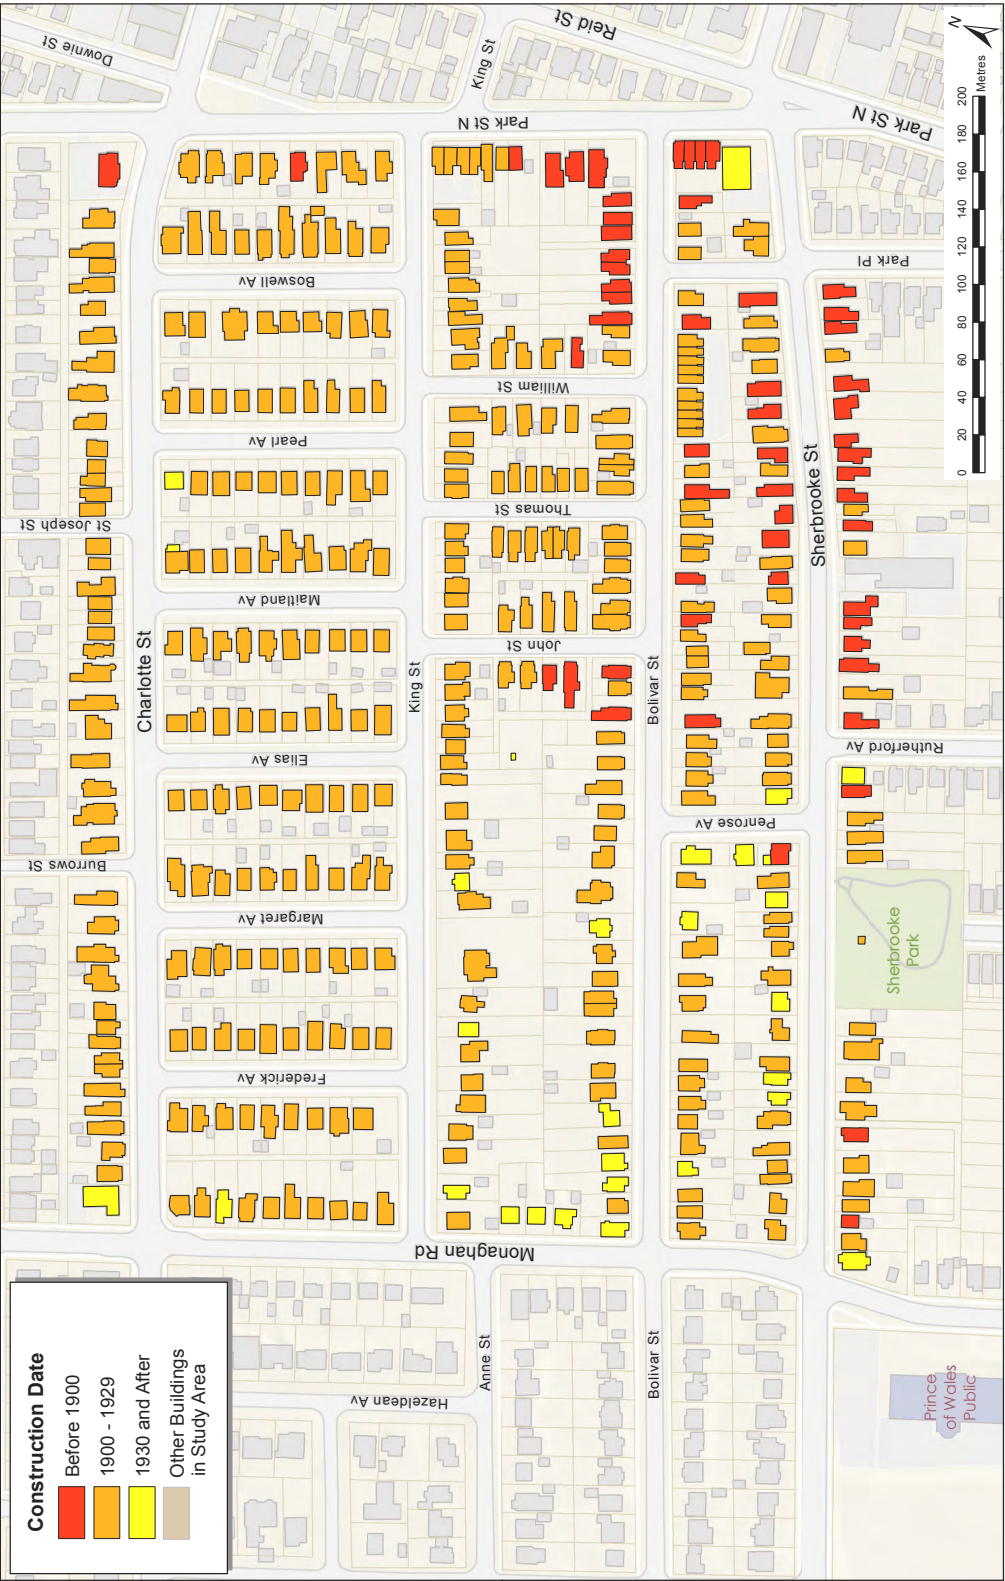 Construction Date
Before 1900
1900 - 1929
1930 and After
Other Buildings
in Study Area
Downie St
King St
Reid St
Park St N
Park St N
Boswell Av
Park Pl
William St
Pearl Av
St Joseph St
Thomas St
Sherbrooke St
Maitland Av
Charlotte St
John St
King St
Bolivar St
Elias Av
Rutherford Av
Penrose Av
Burrows St
Margaret Av
Sherbrooke
Park
Frederick Av
Monaghan Rd
Anne St
Bolivar St
Hazeldean Av
Prince
of Wales
Public
N
0 20 40 60 80 100 120 140 160 180 200
Metres